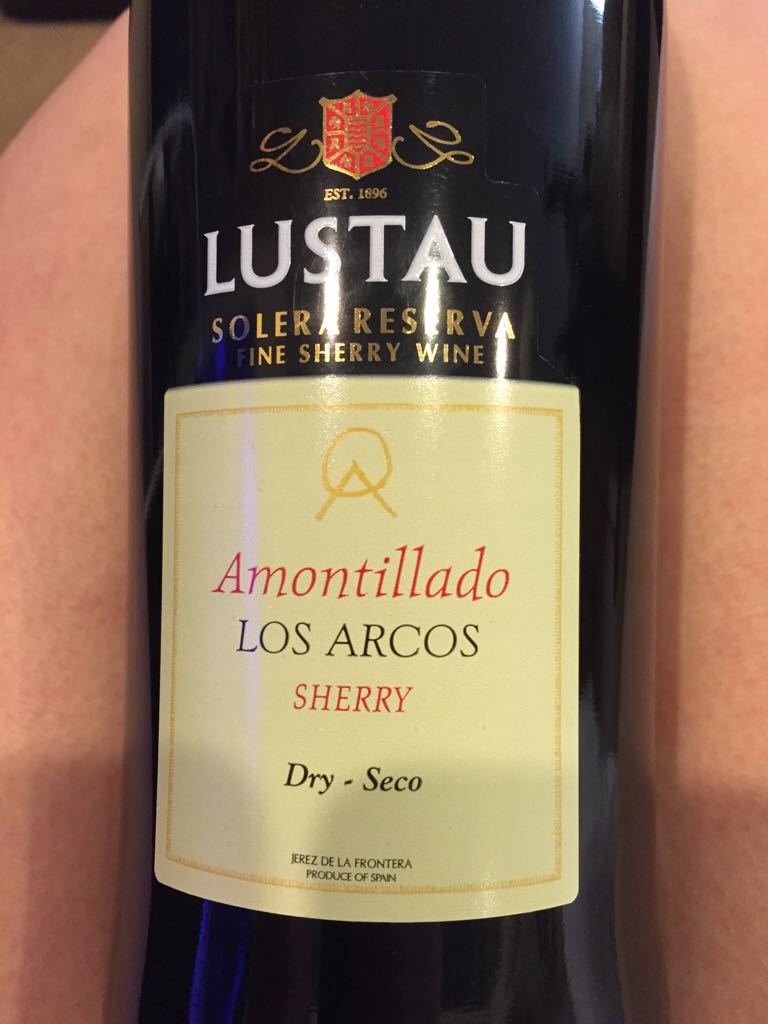 EST. 1896
LUSTAU
SOLERA RESERVA
FINE SHERRY WINE
Amontillado
LOS ARCOS
SHERRY
Dry - Seco
JEREZ DE LA FRONTERA
PRODUCE OF SPAIN